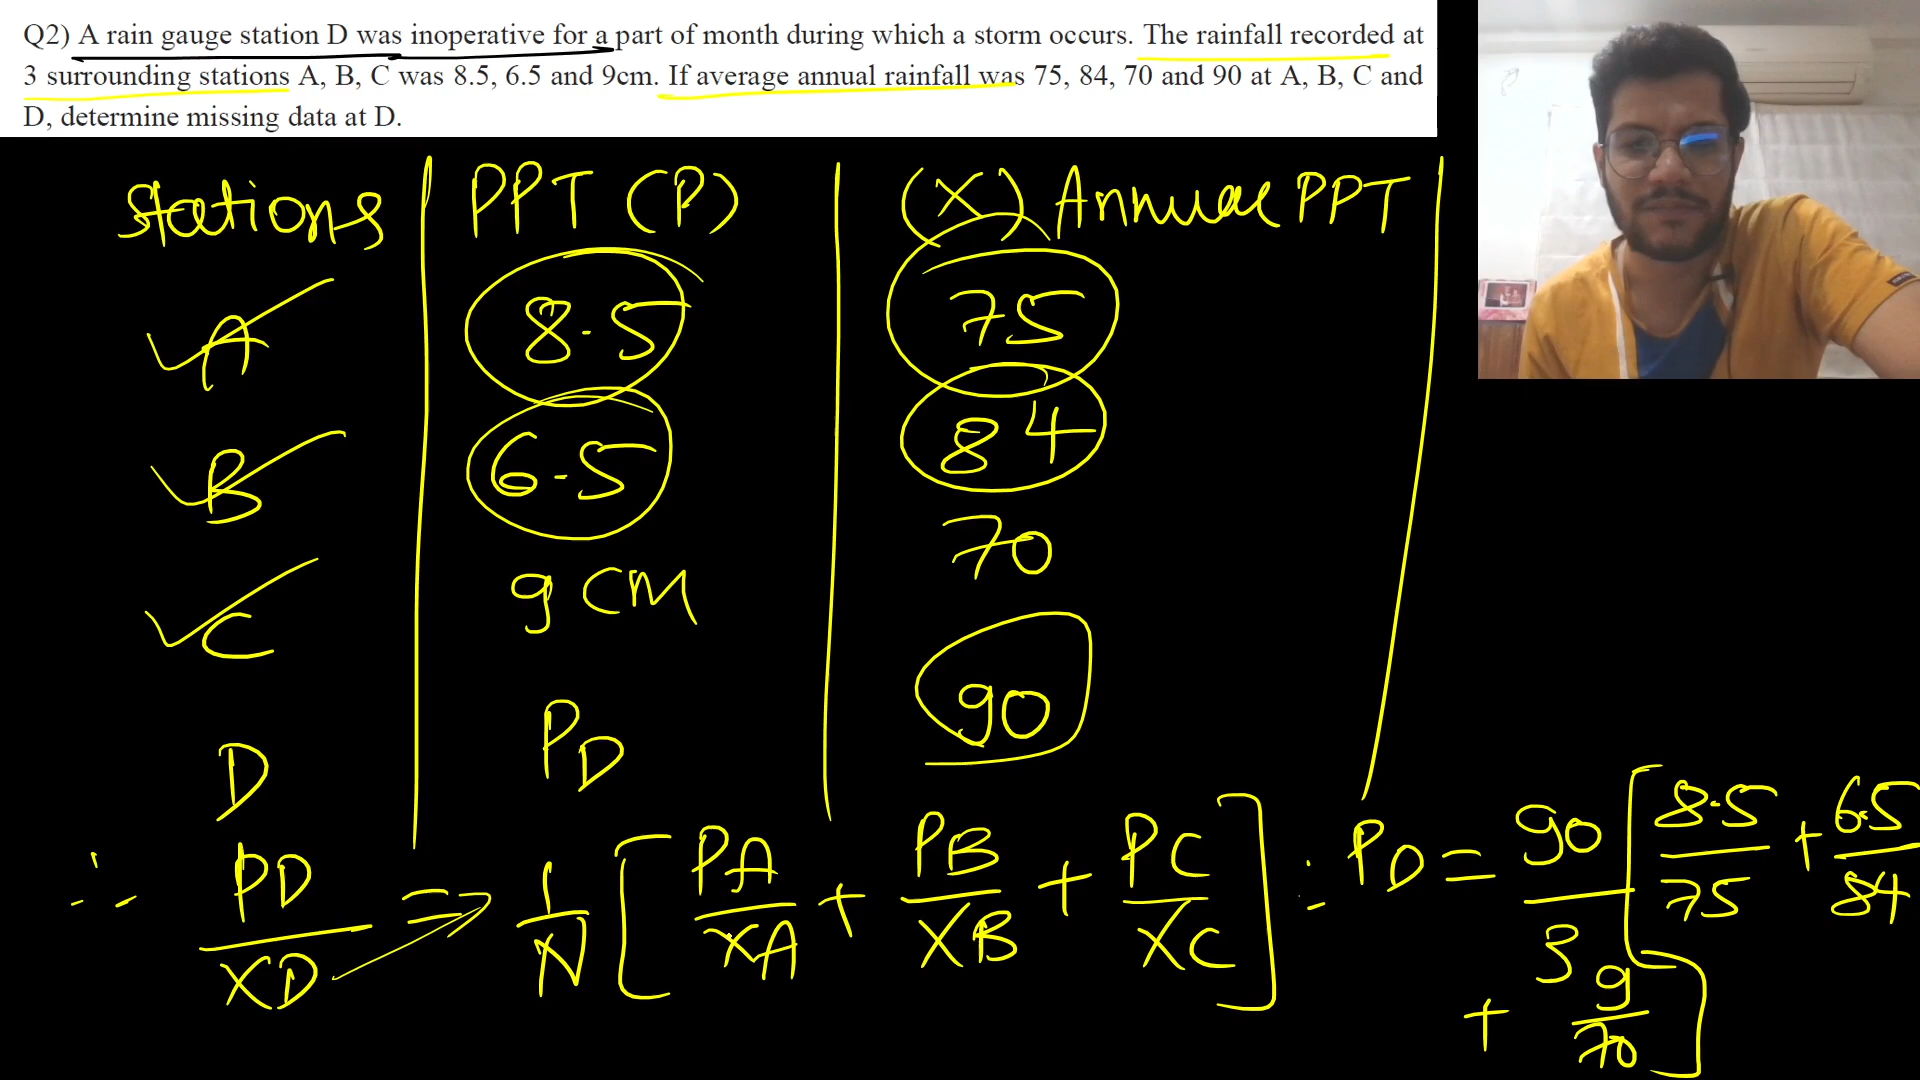 Q2) A rain gauge station D was inoperative for a part of month during which a storm occurs. The rainfall recorded at
3 surrounding stations A, B, C was 8.5, 6.5 and 9cm. If average annual rainfall was 75, 84, 70 and 90 at A, B, C and
D, determine missing data at D.
Stations PPT (P) (X) Annual PPT
A 8.5 75
B 6.5 84
C 9 cm 70
D PD 90
∴ PD/XD => 1/N [PA/XA + PB/XB + PC/XC] ∴ PD = 90/3 [8.5/75 + 6.5/84
+ 9/70]